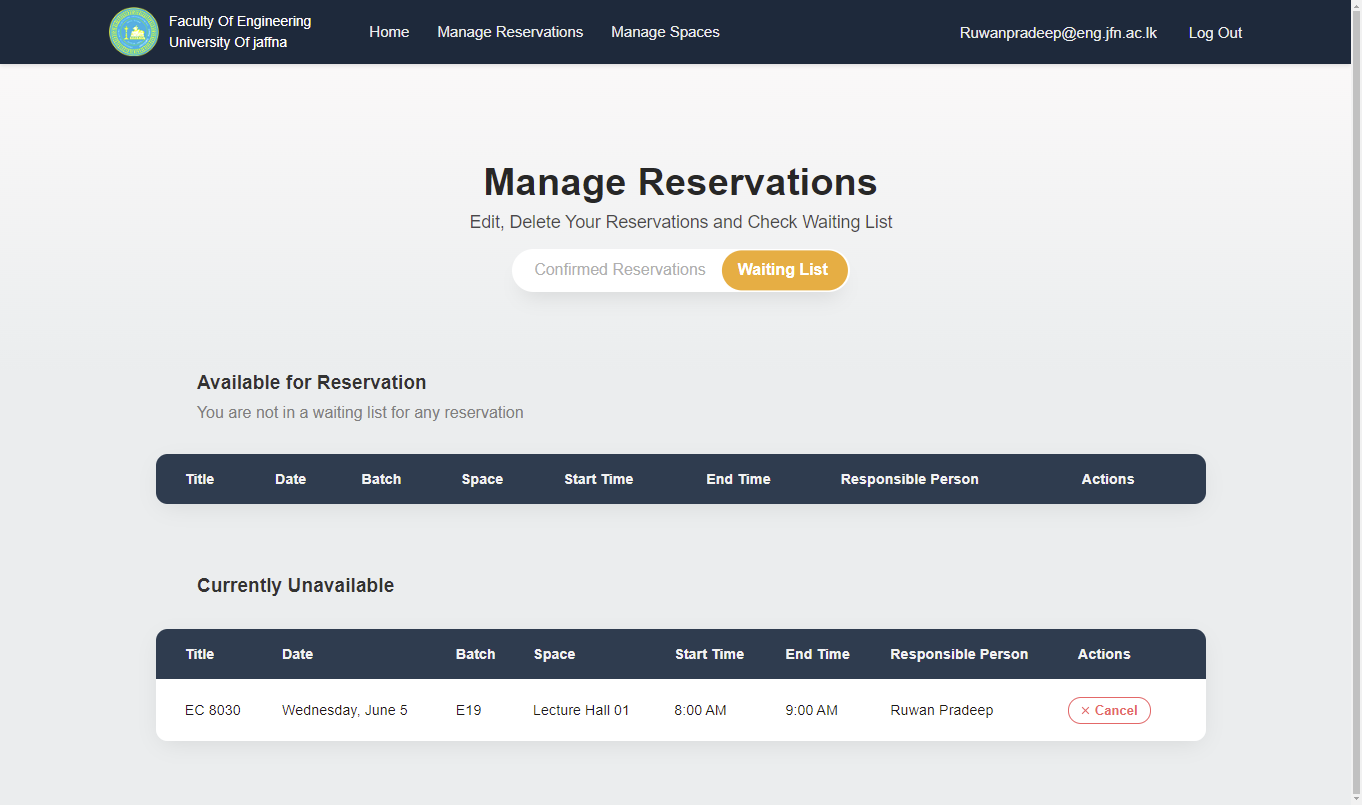 Faculty Of Engineering
University Of jaffna
Home Manage Reservations Manage Spaces Ruwanpradeep@eng.jfn.ac.lk Log Out
Manage Reservations
Edit, Delete Your Reservations and Check Waiting List
Confirmed Reservations Waiting List
Available for Reservation
You are not in a waiting list for any reservation
Title Date Batch Space Start Time End Time Responsible Person Actions
Currently Unavailable
Title Date Batch Space Start Time End Time Responsible Person Actions
EC 8030 Wednesday, June 5 E19 Lecture Hall 01 8:00 AM 9:00 AM Ruwan Pradeep × Cancel